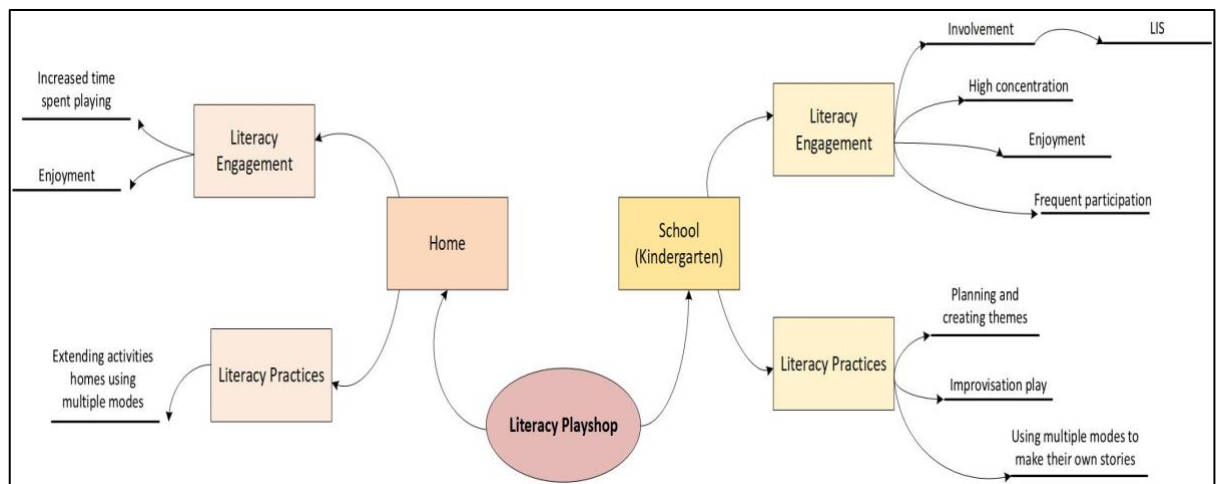 Increased time
spent playing
Enjoyment
Literacy
Engagement
Home
Extending activities
homes using
multiple modes
Literacy Practices
Literacy Playshop
School
(Kindergarten)
Literacy
Engagement
Involvement
LIS
High concentration
Enjoyment
Frequent participation
Literacy Practices
Planning and
creating themes
Improvisation play
Using multiple modes to
make their own stories